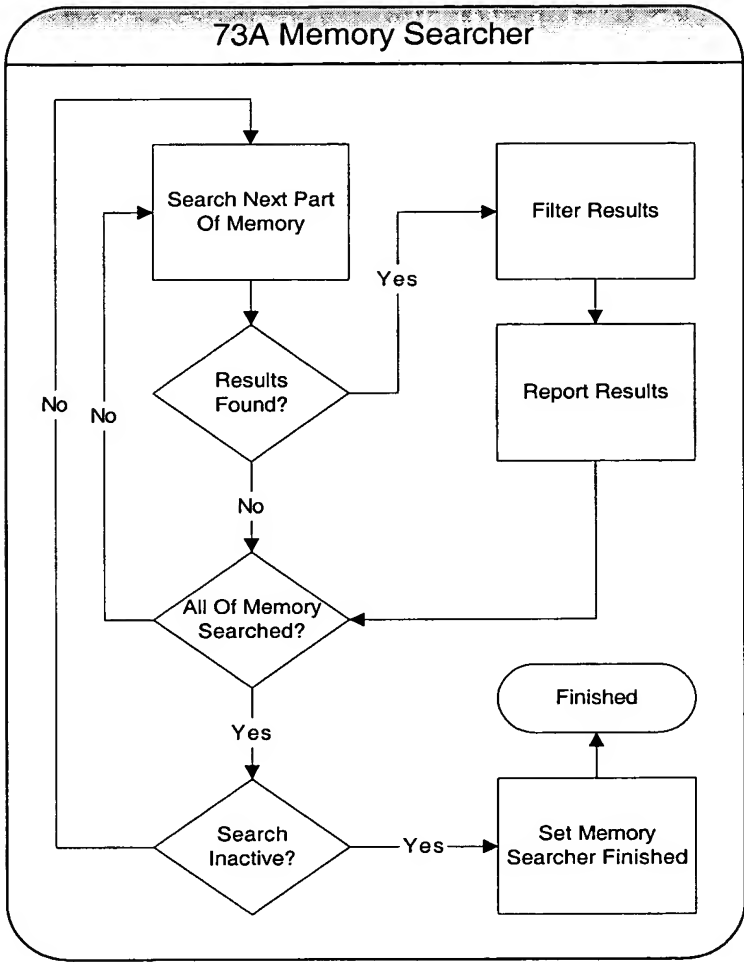 73A Memory Searcher
Search Next Part
Of Memory
Filter Results
Yes
Results
Found?
Report Results
No
No
No
All Of Memory
Searched?
Finished
Yes
Search
Inactive?
Yes
Set Memory
Searcher Finished